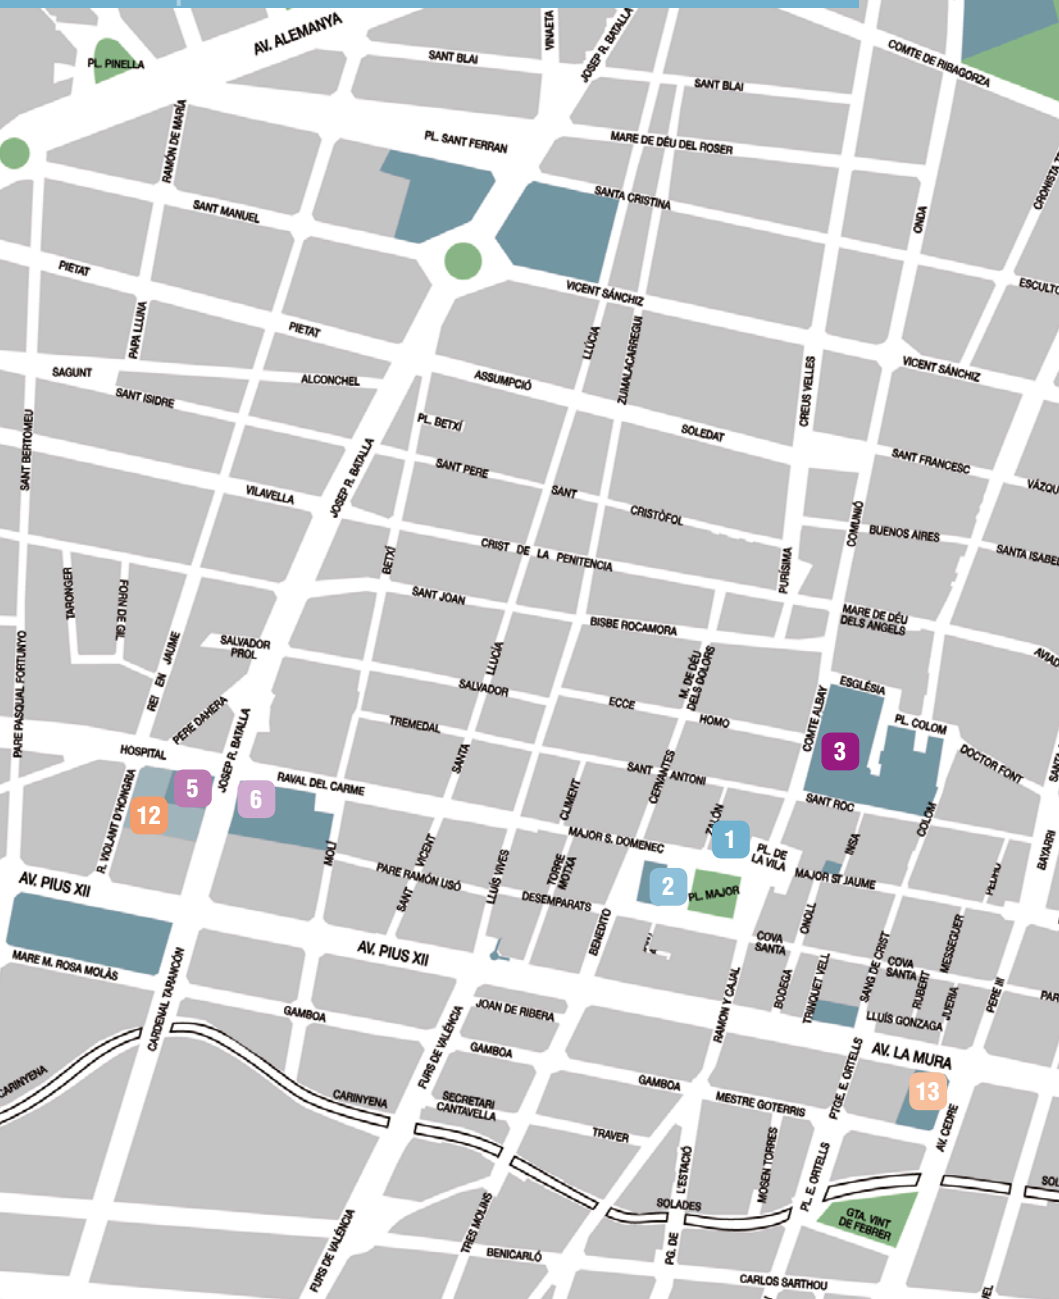 AV. ALEMANYA
VINAETA
JOSEP R. BATALLA
COMTE DE RIBAGORZA
PL. PINELLA
SANT BLAI
SANT BLAI
RAMÓN DE MARÍA
PL. SANT FERRAN
MARE DE DÉU DEL ROSER
SANTA CRISTINA
SANT MANUEL
ONDA
PIETAT
VICENT SÁNCHIZ
PAPA LLUNA
PIETAT
LLÚCIA
ZUMALACARREGUI
CREUS VELLES
VICENT SÁNCHIZ
SAGUNT
ALCONCHEL
ASSUMPCIÓ
SANT ISIDRE
SANT BERTOMEU
PL. BETXÍ
SOLEDAT
SANT FRANCESC
JOSEP R. BATALLA
SANT PERE
SANT
CRISTÒFOL
VILAVELLA
COMUNIÓ
BUENOS AIRES
BETXÍ
CRIST DE LA PENITENCIA
PURÍSIMA
TARONGER
FORN DE GIL
SANT JOAN
BISBE ROCAMORA
MARE DE DÉU
DELS ANGELS
PARE PASQUAL FORTUNYO
REI EN JAUME
SALVADOR
PROL
LLUCÍA
M. DE DÉU
DELS DOLORS
SALVADOR
ECCE
HOMO
ESGLÉSIA
COMTE ALBAY
PL. COLOM
PERE DAHERA
JOSEP R. BATALLA
TREMEDAL
SANTA
HOSPITAL
3
DOCTOR FONT
SANT ANTONI
CERVANTES
RAVAL DEL CARME
5
6
12
R. VIOLANT D'HONGRIA
CLIMENT
ZALÓN
SANT ROC
COLOM
INSA
1
MAJOR S. DOMENEC
PL. DE
LA VILA
BAYARRI
MOLÍ
VICENT
SANT
PARE RAMÓN USÓ
LLUÍS VIVES
TORRE
MOTXA
2
PL. MAJOR
MAJOR ST JAUME
AV. PIUS XII
DESEMPARATS
BENEDITO
ONOLL
COVA
SANTA
AV. PIUS XII
MARE M. ROSA MOLÀS
CARDENAL TARANCÓN
BODEGA
TRINQUET VELL
SANG DE CRIST
COVA
SANTA
RUBERT
MESSEGUER
JUERIA
PERE III
RAMON Y CAJAL
LLUÍS GONZAGA
GAMBOA
JOAN DE RIBERA
FURS DE VALÉNCIA
GAMBOA
AV. LA MURA
GAMBOA
MESTRE GOTERRIS
PTGE. E. ORTELLS
13
AV. CEDRE
CARINYENA
CARINYENA
SECRETARI
CANTAVELLA
TRAVER
L'ESTACIÓ
PG. DE
MOSEN TORRES
PL. E. ORTELLS
SOLADES
GTA. VINT
DE FEBRER
FURS DE VALÉNCIA
TRES MOLINS
BENICARLÓ
CARLOS SARTHOU